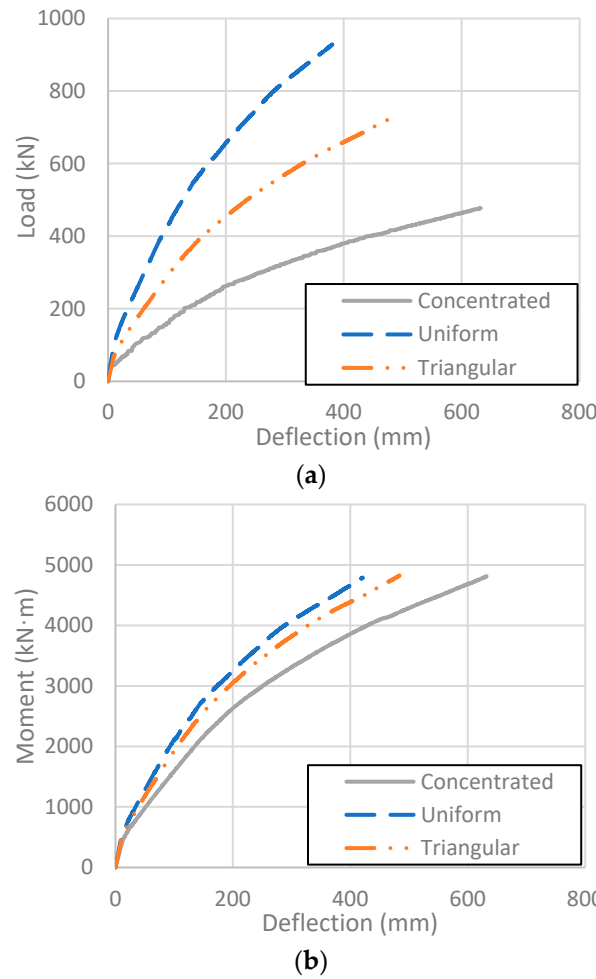 1000
800
600
400
200
0
Load (kN)
Concentrated
Uniform
Triangular
0 200 400 600 800
Deflection (mm)
(a)
6000
5000
4000
3000
2000
1000
0
Moment (kN·m)
Concentrated
Uniform
Triangular
0 200 400 600 800
Deflection (mm)
(b)